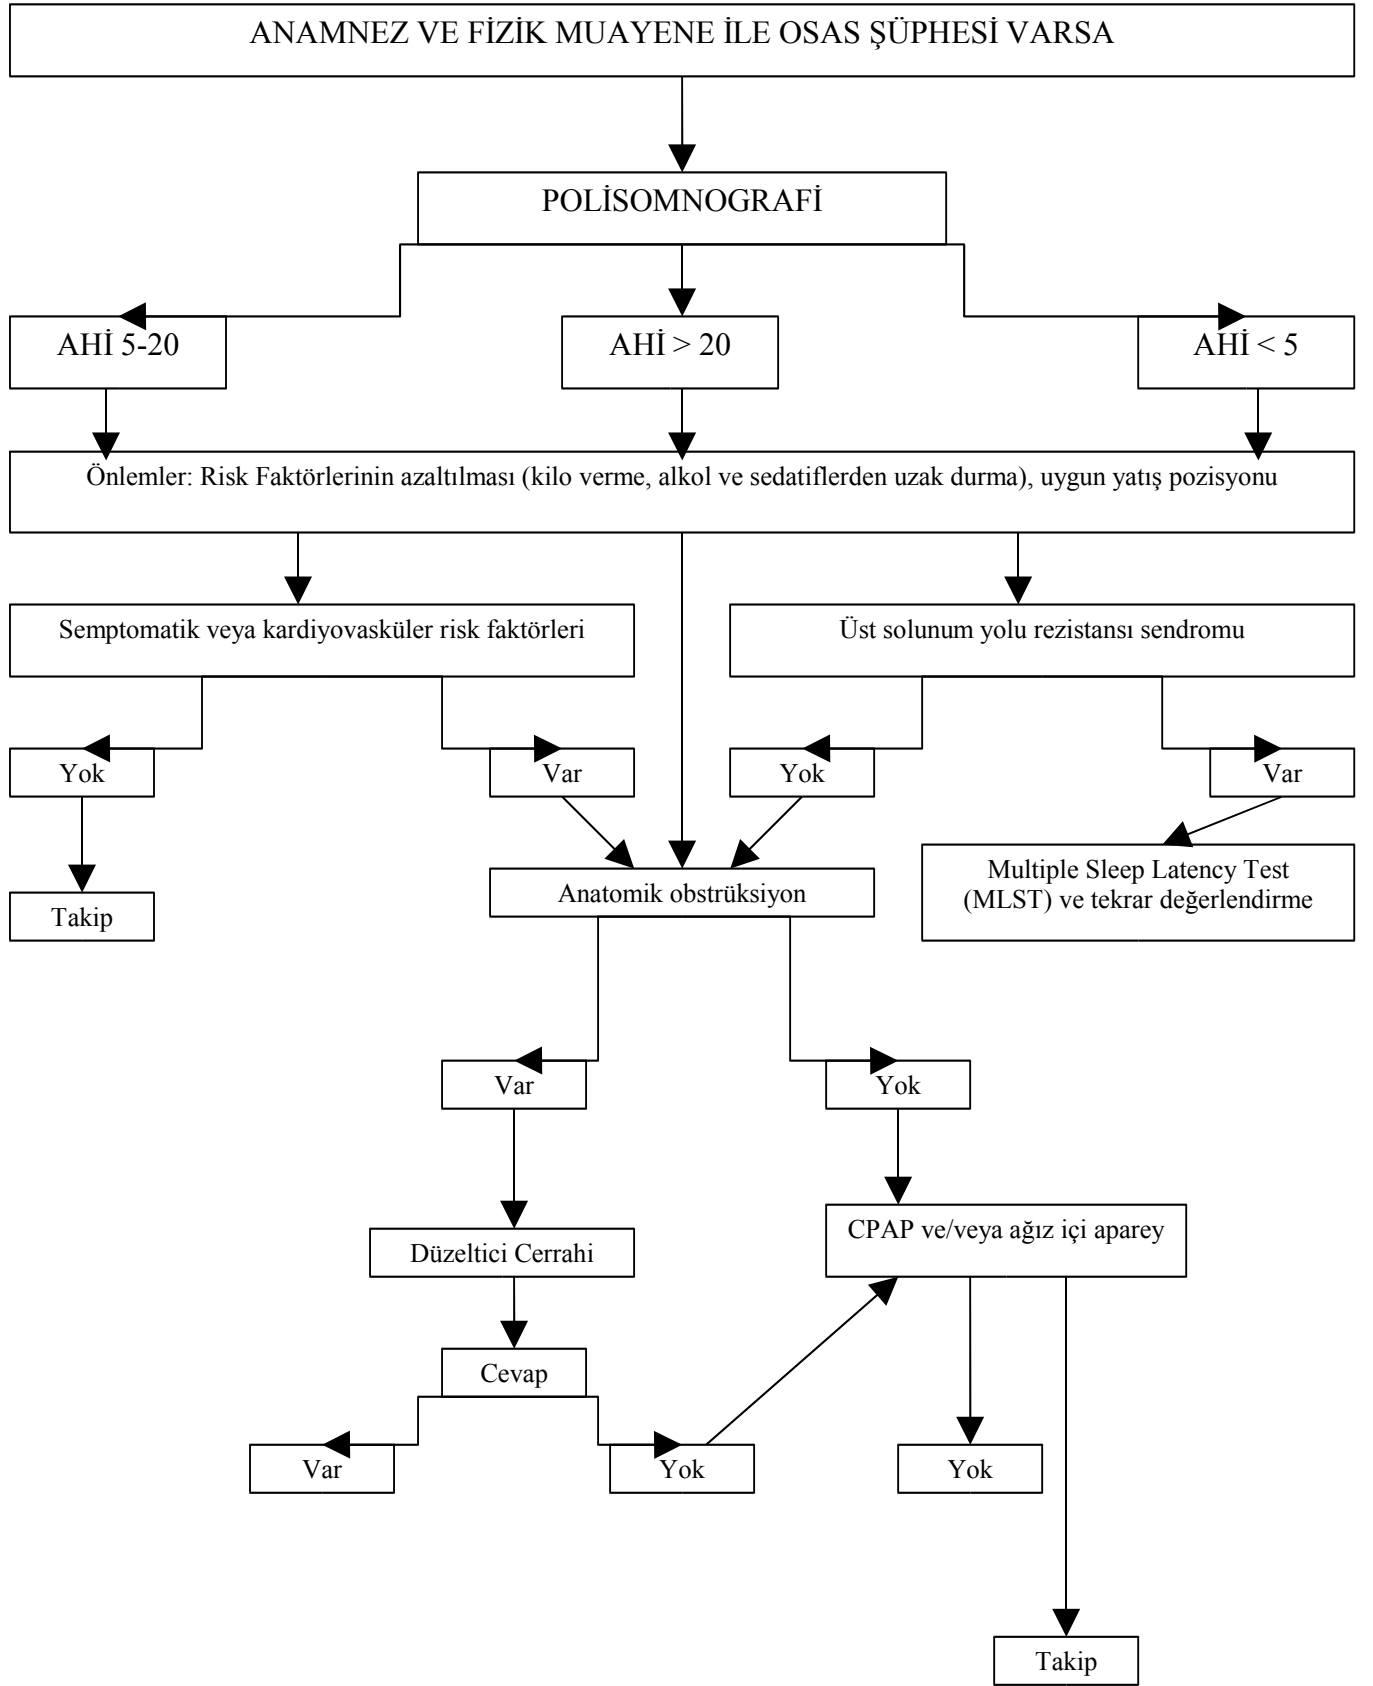 ANAMNEZ VE FİZİK MUAYENE İLE OSAS ŞÜPHESİ VARSA
POLİSOMNOGRAFİ
AHİ 5-20
AHİ > 20
AHİ < 5
Önlemler: Risk Faktörlerinin azaltılması (kilo verme, alkol ve sedatiflerden uzak durma), uygun yatış pozisyonu
Semptomatik veya kardiyovasküler risk faktörleri
Üst solunum yolu rezistansı sendromu
Yok
Var
Yok
Var
Multiple Sleep Latency Test
(MLST) ve tekrar değerlendirme
Anatomik obstrüksiyon
Takip
Var
Yok
Düzeltici Cerrahi
CPAP ve/veya ağız içi aparey
Cevap
Var
Yok
Yok
Takip